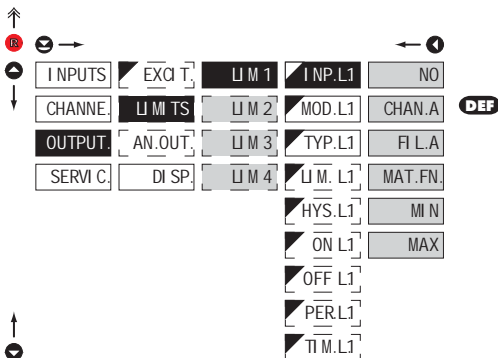 R
INPUTS EXCIT. LIM 1 INP.L1 NO
CHANNE. LIMITS LIM 2 MOD.L1 CHAN.A DEF
OUTPUT. AN.OUT. LIM 3 TYP.L1 FIL.A
SERVIC. DISP. LIM 4 LIM. L1 MAT.FN.
HYS.L1 MIN
ON L1 MAX
OFF L1
PER.L1
TIM.L1